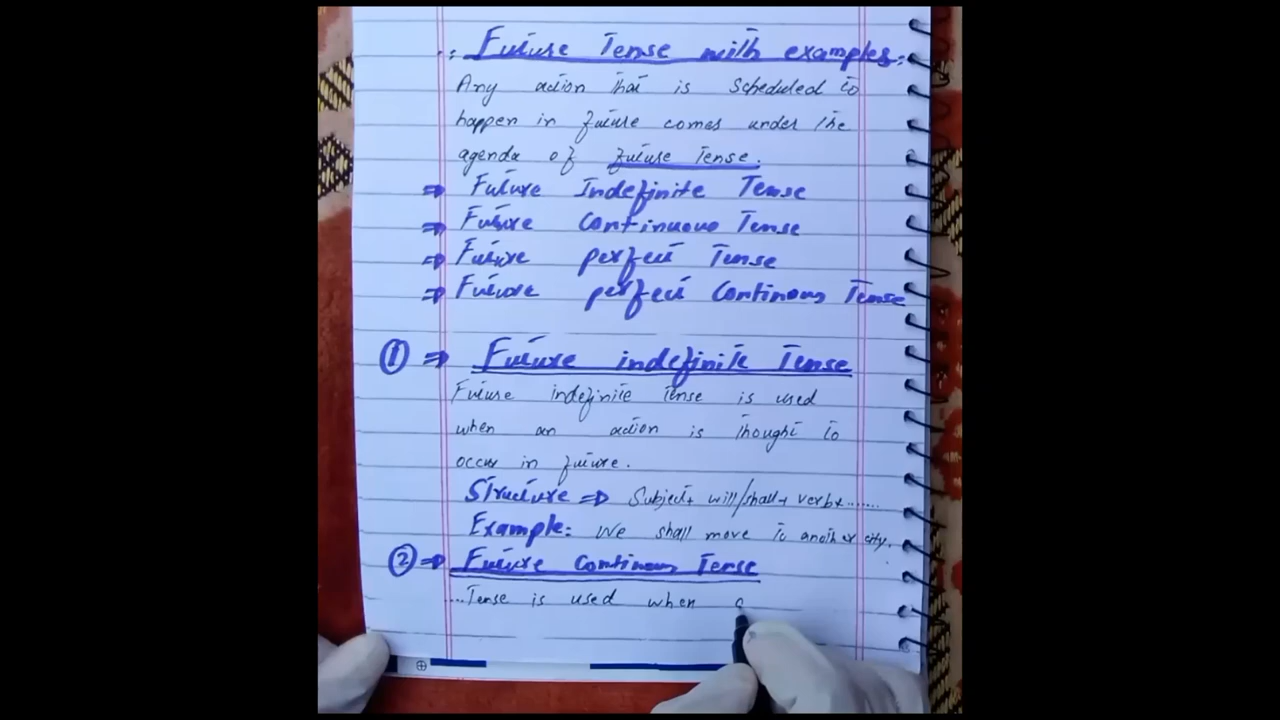 Future Tense with examples:
Any action that is scheduled to
happen in future comes under the
agenda of future Tense.
⇒ Future Indefinite Tense
⇒ Future Continuous Tense
⇒ Future perfect Tense
⇒ Future perfect Continous Tense
① ⇒ Future indefinite Tense
Future indefinite Tense is used
when an action is thought to
occur in future.
Structure ⇒ Subject+ will/shall+ verb+.......
Example: We shall move to another city.
② ⇒ Future Continous Tense
...Tense is used when a